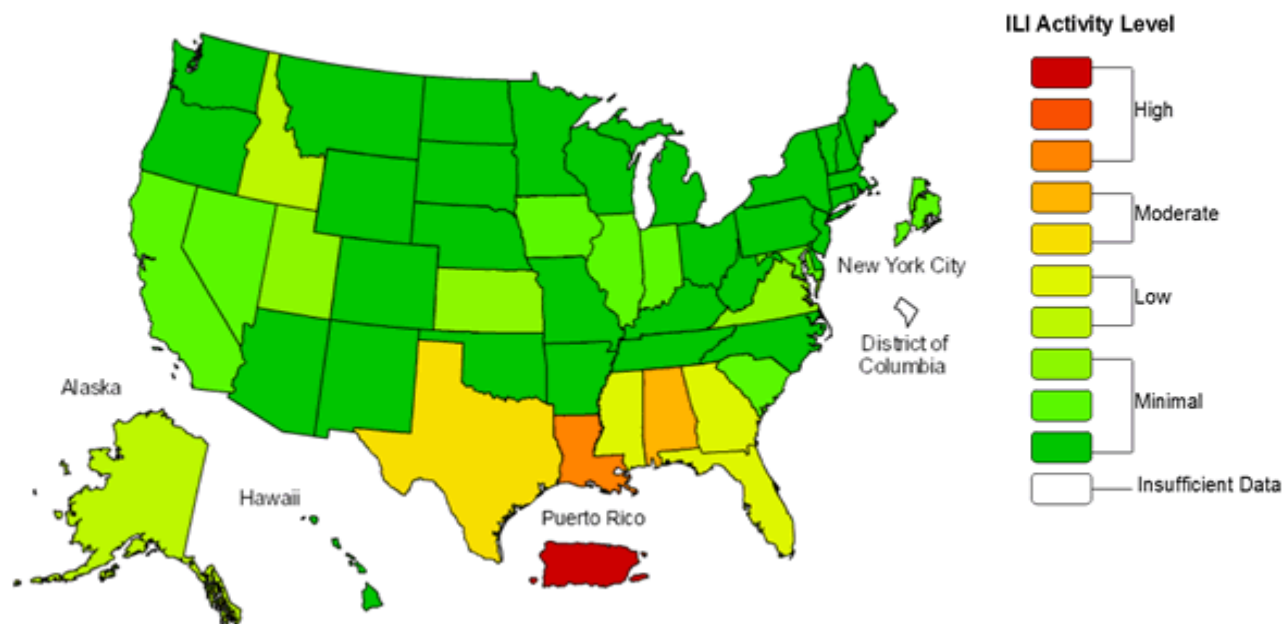 ILI Activity Level
High
Moderate
Low
Minimal
Insufficient Data
New York City
District of
Columbia
Alaska
Hawaii
Puerto Rico